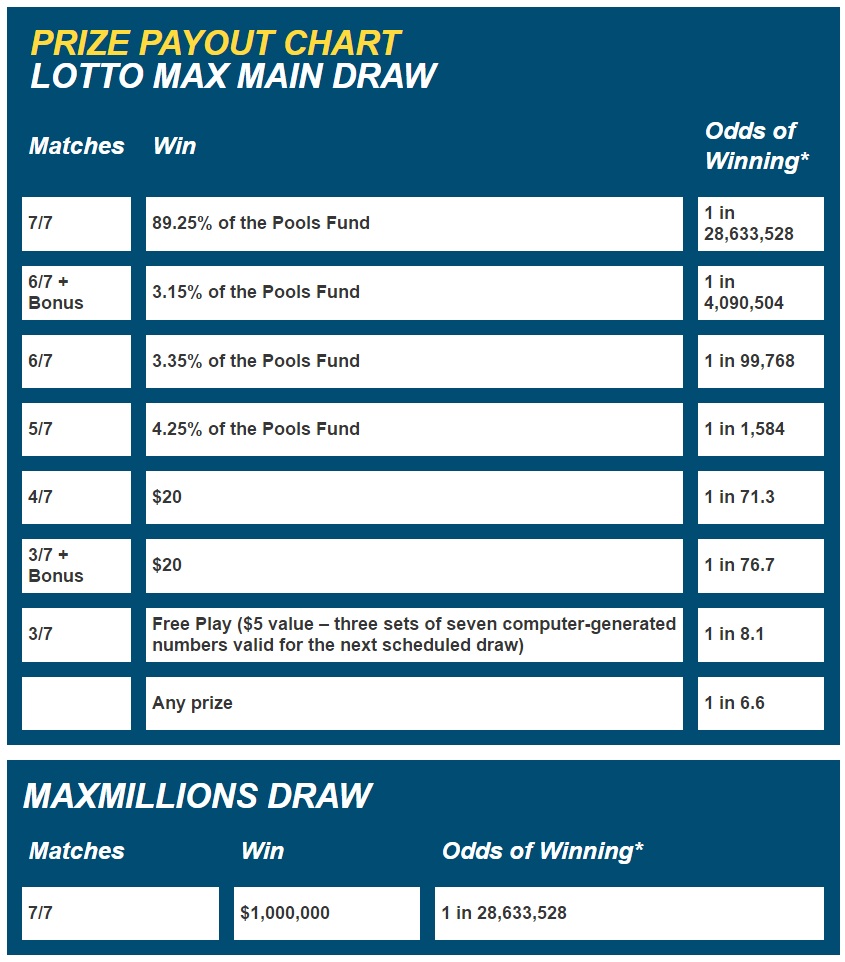 PRIZE PAYOUT CHART
LOTTO MAX MAIN DRAW
Matches
Win
Odds of
Winning*
7/7
89.25% of the Pools Fund
1 in
28,633,528
6/7 +
Bonus
3.15% of the Pools Fund
1 in
4,090,504
6/7
3.35% of the Pools Fund
1 in 99,768
5/7
4.25% of the Pools Fund
1 in 1,584
4/7
$20
1 in 71.3
3/7 +
Bonus
$20
1 in 76.7
3/7
Free Play ($5 value – three sets of seven computer-generated
numbers valid for the next scheduled draw)
1 in 8.1
Any prize
1 in 6.6
MAXMILLIONS DRAW
Matches
Win
Odds of Winning*
7/7
$1,000,000
1 in 28,633,528